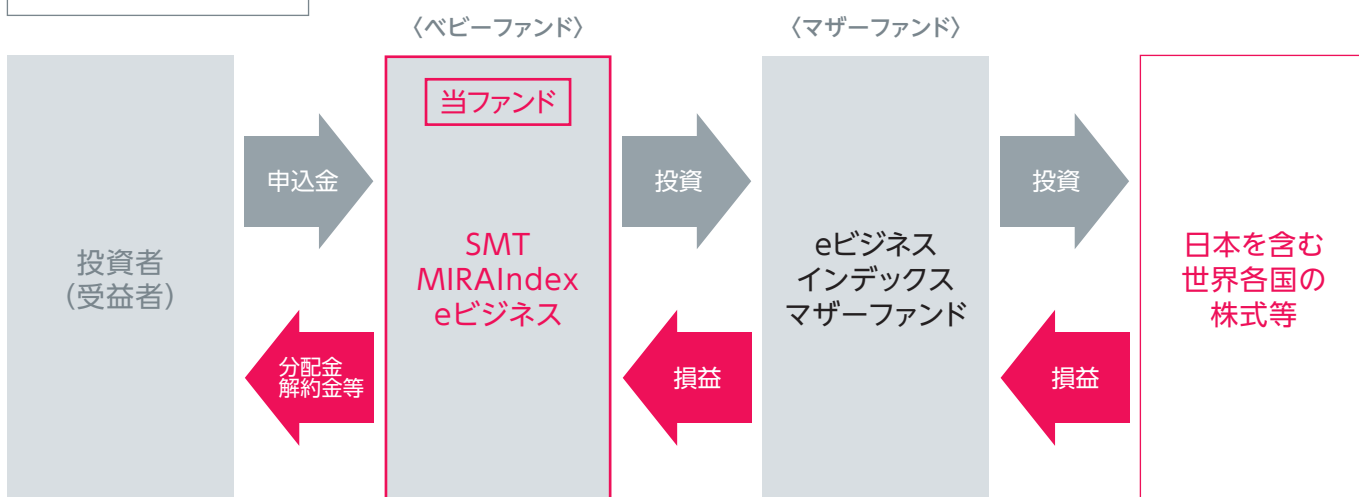 〈ベビーファンド〉
〈マザーファンド〉
当ファンド
申込金
投資
投資
投資者
(受益者)
SMT
MIRAIndex
eビジネス
eビジネス
インデックス
マザーファンド
日本を含む
世界各国の
株式等
分配金
解約金等
損益
損益